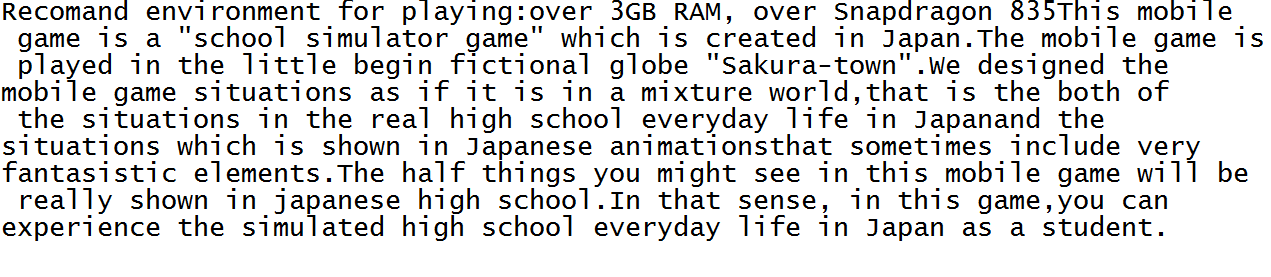 Recomand environment for playing:over 3GB RAM, over Snapdragon 835This mobile
game is a "school simulator game" which is created in Japan.The mobile game is
played in the little begin fictional globe "Sakura-town".We designed the
mobile game situations as if it is in a mixture world,that is the both of
the situations in the real high school everyday life in Japanand the
situations which is shown in Japanese animationsthat sometimes include very
fantasistic elements.The half things you might see in this mobile game will be
really shown in japanese high school.In that sense, in this game,you can
experience the simulated high school everyday life in Japan as a student.